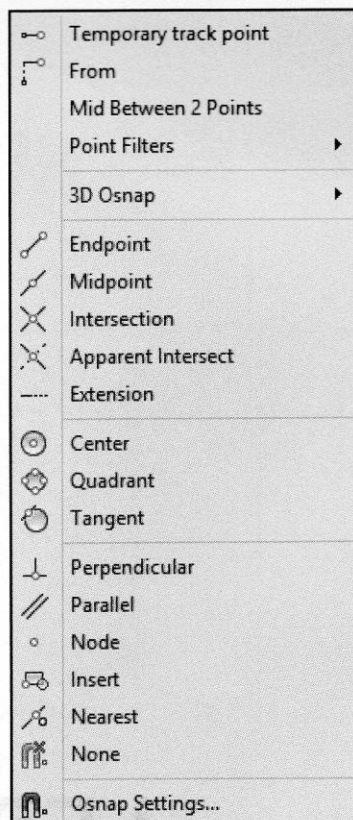 Temporary track point
From
Mid Between 2 Points
Point Filters
3D Osnap
Endpoint
Midpoint
Intersection
Apparent Intersect
Extension
Center
Quadrant
Tangent
Perpendicular
Parallel
Node
Insert
Nearest
None
Osnap Settings...